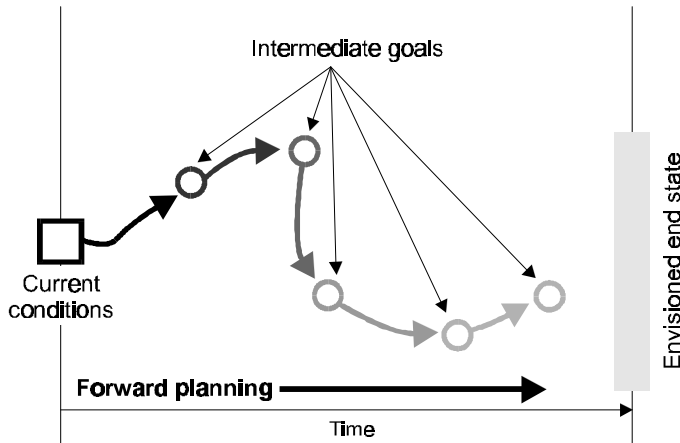 Intermediate goals
Current
conditions
Envisioned end state
Forward planning
Time